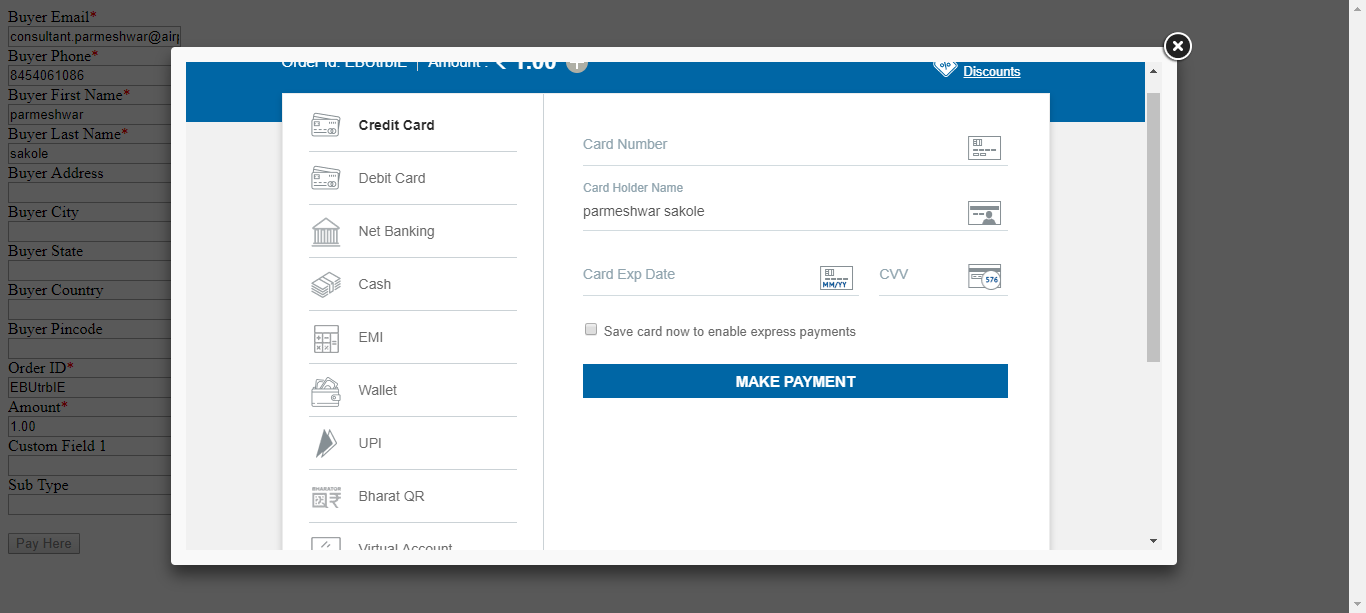 Buyer Email*
consultant.parmeshwar@air
Buyer Phone*
8454061086
Buyer First Name*
parmeshwar
Buyer Last Name*
sakole
Buyer Address
Buyer City
Buyer State
Buyer Country
Buyer Pincode
Order ID*
EBUtrbIE
Amount*
1.00
Custom Field 1
Sub Type
Pay Here
Order Id: EBUtrbIE | Amount : ₹ 1.00 +
% Discounts
Credit Card
Debit Card
Net Banking
Cash
EMI
Wallet
UPI
BHARATQR
Bharat QR
Virtual Account
Card Number
Card Holder Name
parmeshwar sakole
Card Exp Date
MM/YY
CVV
576
Save card now to enable express payments
MAKE PAYMENT